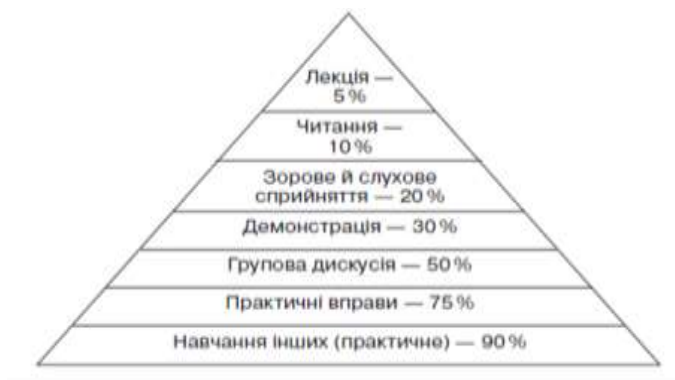 Лекція —
5 %
Читання —
10 %
Зорове й слухове
сприйняття — 20 %
Демонстрація — 30 %
Групова дискусія — 50 %
Практичні вправи — 75 %
Навчання інших (практичне) — 90 %